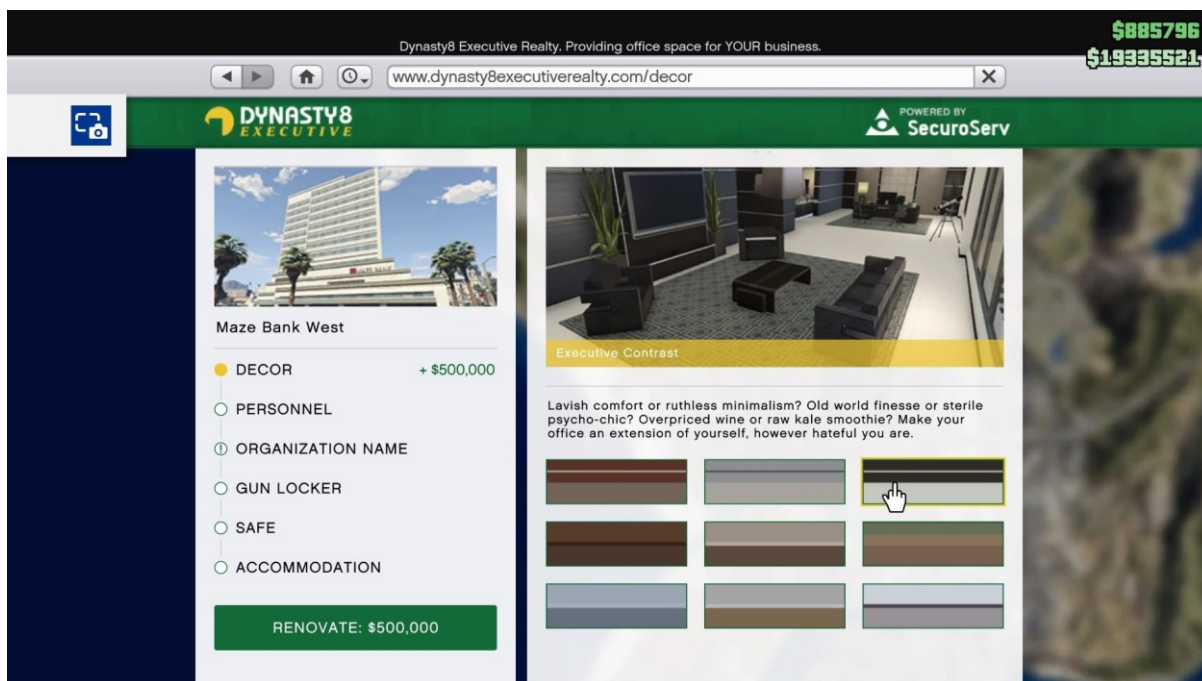 $885796
$19335521
Dynasty8 Executive Realty. Providing office space for YOUR business.
www.dynasty8executiverealty.com/decor
DYNASTY8
EXECUTIVE
POWERED BY
SecuroServ
MAZE BANK
Maze Bank West
DECOR + $500,000
PERSONNEL
ORGANIZATION NAME
GUN LOCKER
SAFE
ACCOMMODATION
RENOVATE: $500,000
Executive Contrast
Lavish comfort or ruthless minimalism? Old world finesse or sterile
psycho-chic? Overpriced wine or raw kale smoothie? Make your
office an extension of yourself, however hateful you are.